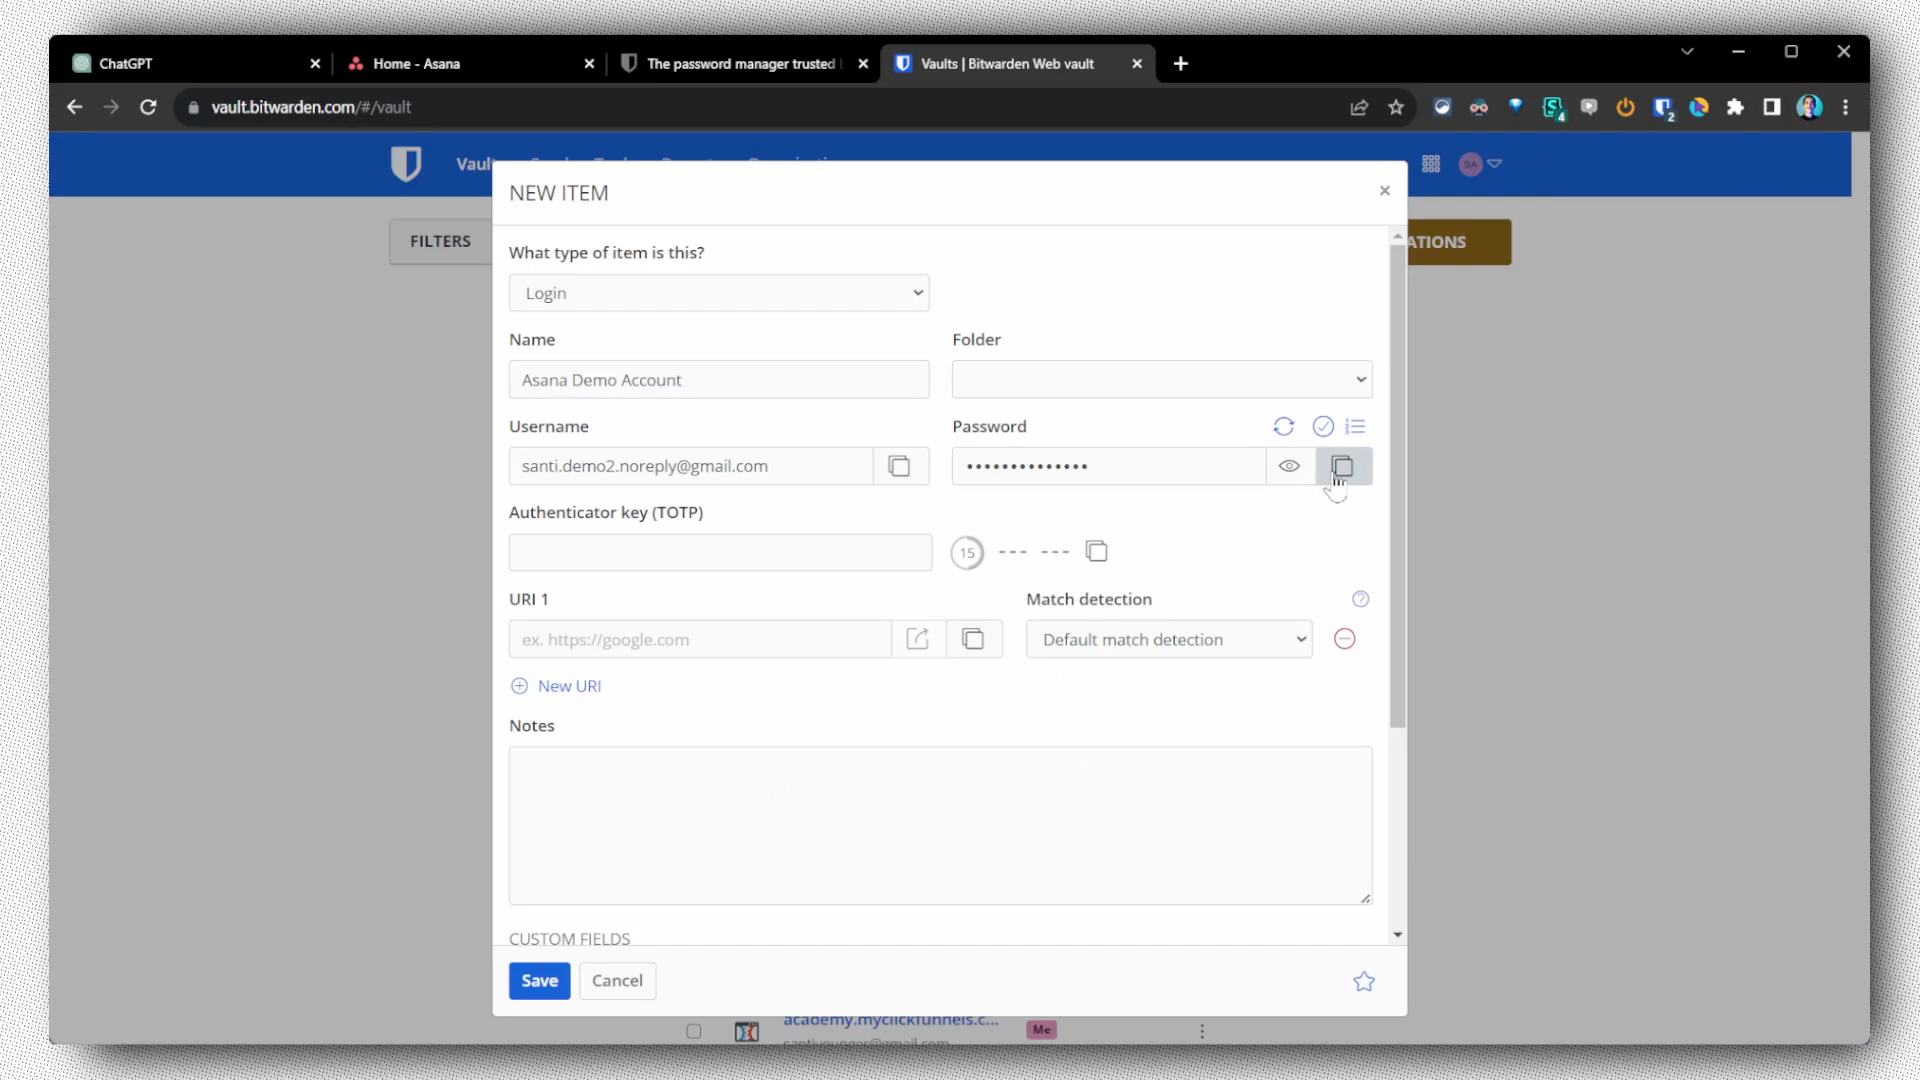 ChatGPT
Home - Asana
The password manager trusted
Vaults | Bitwarden Web vault
vault.bitwarden.com/#/vault
4
2
Vault
SA
NEW ITEM
FILTERS
ATIONS
What type of item is this?
Login
Name
Folder
Asana Demo Account
Username
Password
santi.demo2.noreply@gmail.com
••••••••••••••
Authenticator key (TOTP)
15 --- ---
URI 1
Match detection
ex. https://google.com
Default match detection
New URI
Notes
CUSTOM FIELDS
Save
Cancel
academy.myclickfunnels.c...
Me